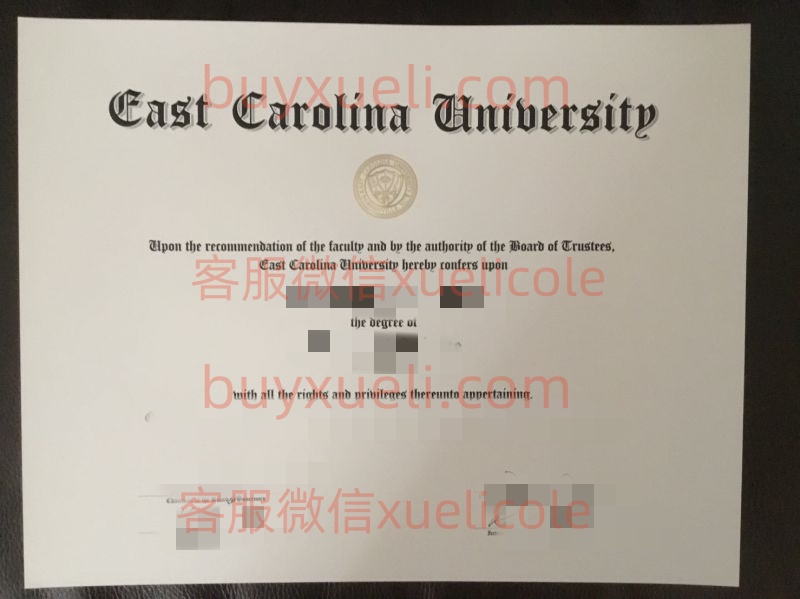 buyxueli.com
East Carolina University
Upon the recommendation of the faculty and by the authority of the Board of Trustees,
East Carolina University hereby confers upon
客服微信xuelicole
the degree of
buyxueli.com
with all the rights and privileges thereunto appertaining.
客服微信xuelicole